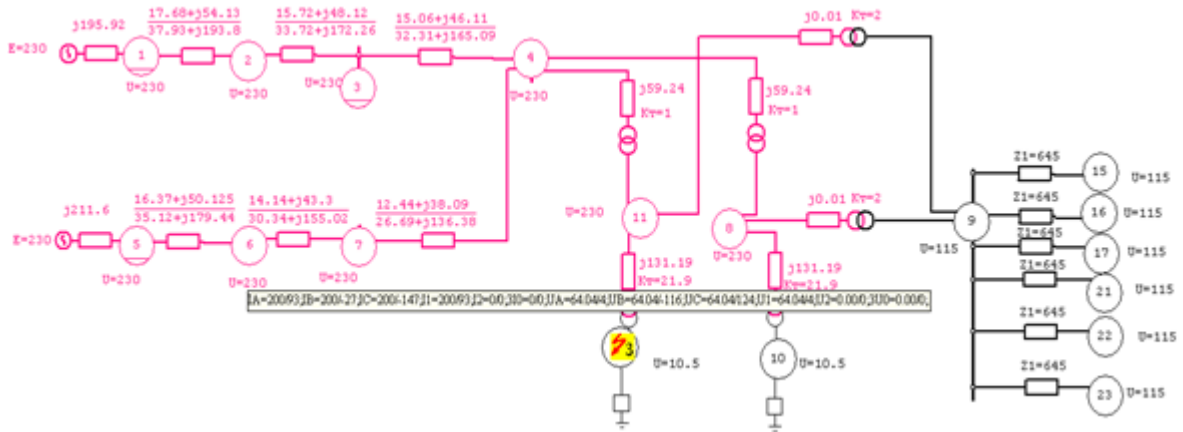 j195.92
17.68+j54.13
37.93+j193.8
15.72+j48.12
33.72+j172.26
15.06+j46.11
32.31+j165.09
j0.01 Kт=2
E=230
1
2
3
4
U=230
U=230
U=230
U=230
j59.24
Kт=1
j59.24
Kт=1
Z1=645
15
U=115
j211.6
16.37+j50.125
35.12+j179.44
14.14+j43.3
30.34+j155.02
12.44+j38.09
26.69+j136.38
U=230
11
j0.01 Kт=2
8
9
Z1=645
16
U=115
E=230
5
6
7
U=230
U=115
Z1=645
17
U=115
U=230
U=230
U=230
j131.19
Kт=21.9
j131.19
Kт=21.9
Z1=645
21
U=115
IA=200/93,IB=200/-27,IC=200/-147,I1=200/93,I2=0/0,3I0=0/0,UA=64.04/4,UB=64.04/-116,UC=64.04/124,U1=64.04/4,U2=0.00/0,3U0=0.00/0,
3
U=10.5
10
U=10.5
Z1=645
22
U=115
Z1=645
23
U=115